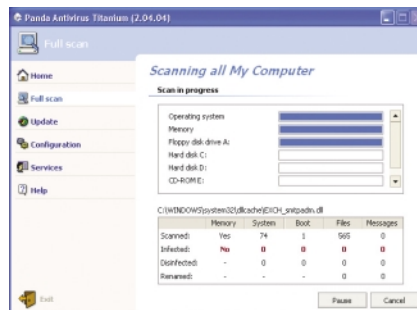 Panda Antivirus Titanium (2.04.04)
Full scan
Home
Full scan
Update
Configuration
Services
Help
Exit
Scanning all My Computer
Scan in progress
Operating system
Memory
Floppy disk drive A:
Hard disk C:
Hard disk D:
CD-ROM E:
C:\WINDOWS\system32\dllcache\EXCH_smtpadm.dll
Memory System Boot Files Messages
Scanned: Yes 74 1 565 0
Infested: No 0 0 0 0
Disinfected: - 0 0 0 0
Renamed: - - - 0 0
Pause Cancel